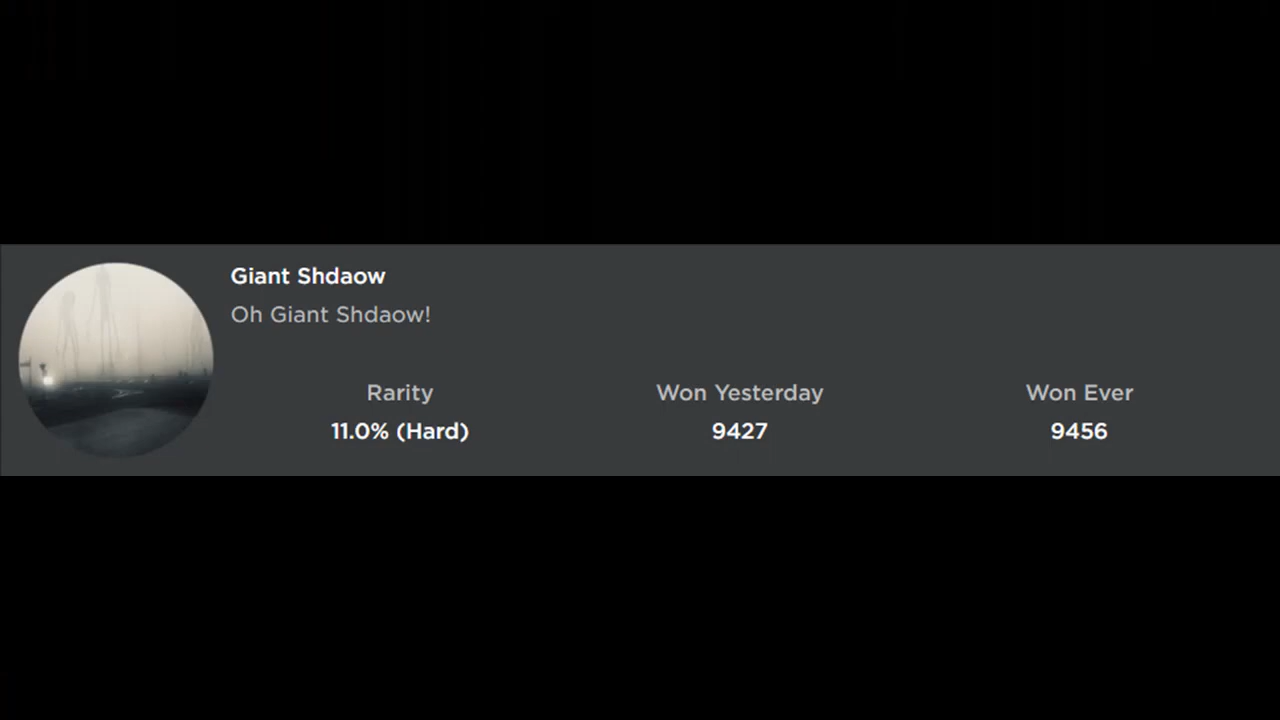 Giant Shdaow
Oh Giant Shdaow!
Rarity Won Yesterday Won Ever
11.0% (Hard) 9427 9456